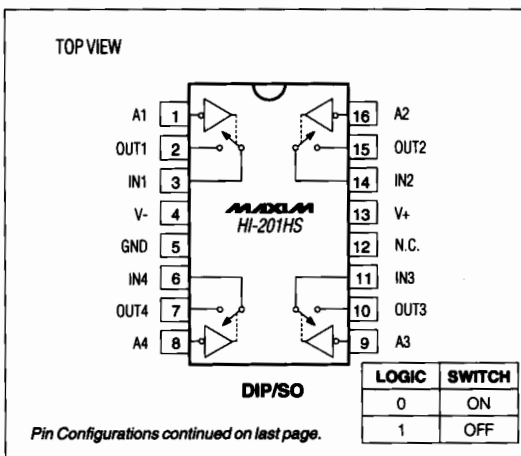 TOP VIEW
A1 1 16 A2
OUT1 2 15 OUT2
IN1 3 14 IN2
V- 4 MAXIM 13 V+
HI-201HS
GND 5 12 N.C.
IN4 6 11 IN3
OUT4 7 10 OUT3
A4 8 9 A3
DIP/SO
LOGIC SWITCH
0 ON
1 OFF
Pin Configurations continued on last page.